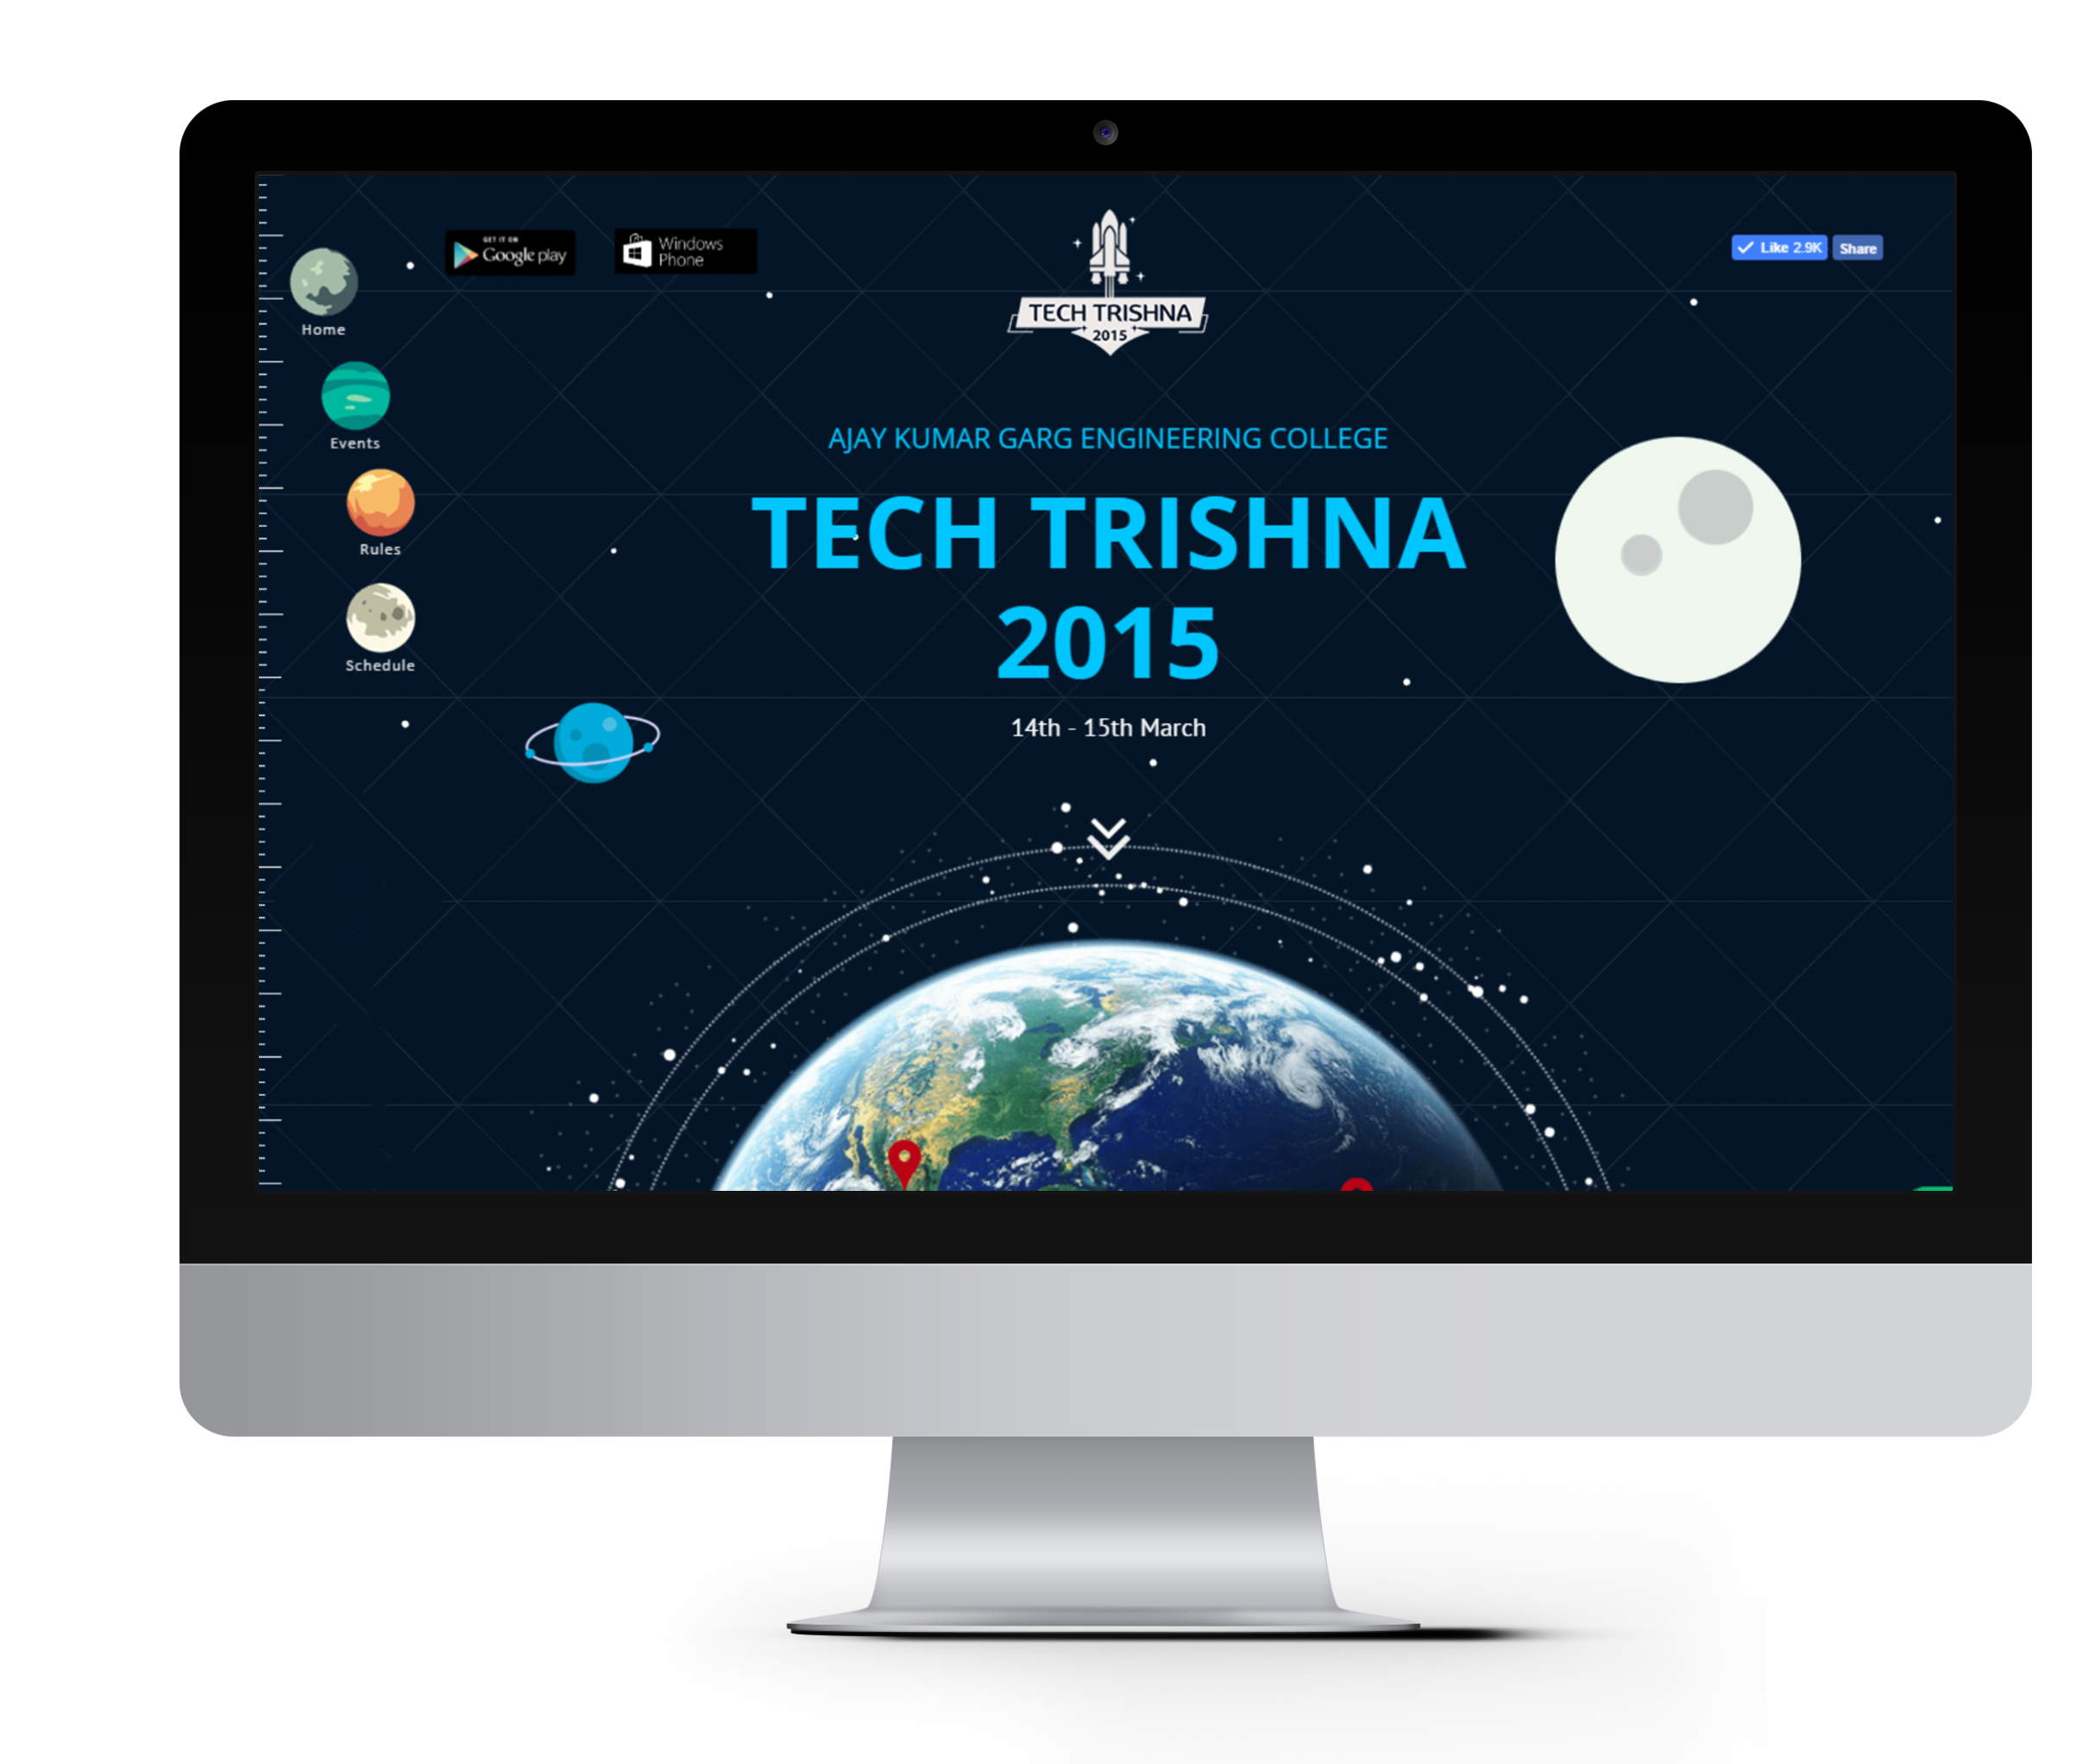 GET IT ON
Google play
Windows
Phone
TECH TRISHNA
2015
Like 2.9K
Share
Home
Events
Rules
Schedule
AJAY KUMAR GARG ENGINEERING COLLEGE
TECH TRISHNA
2015
14th - 15th March